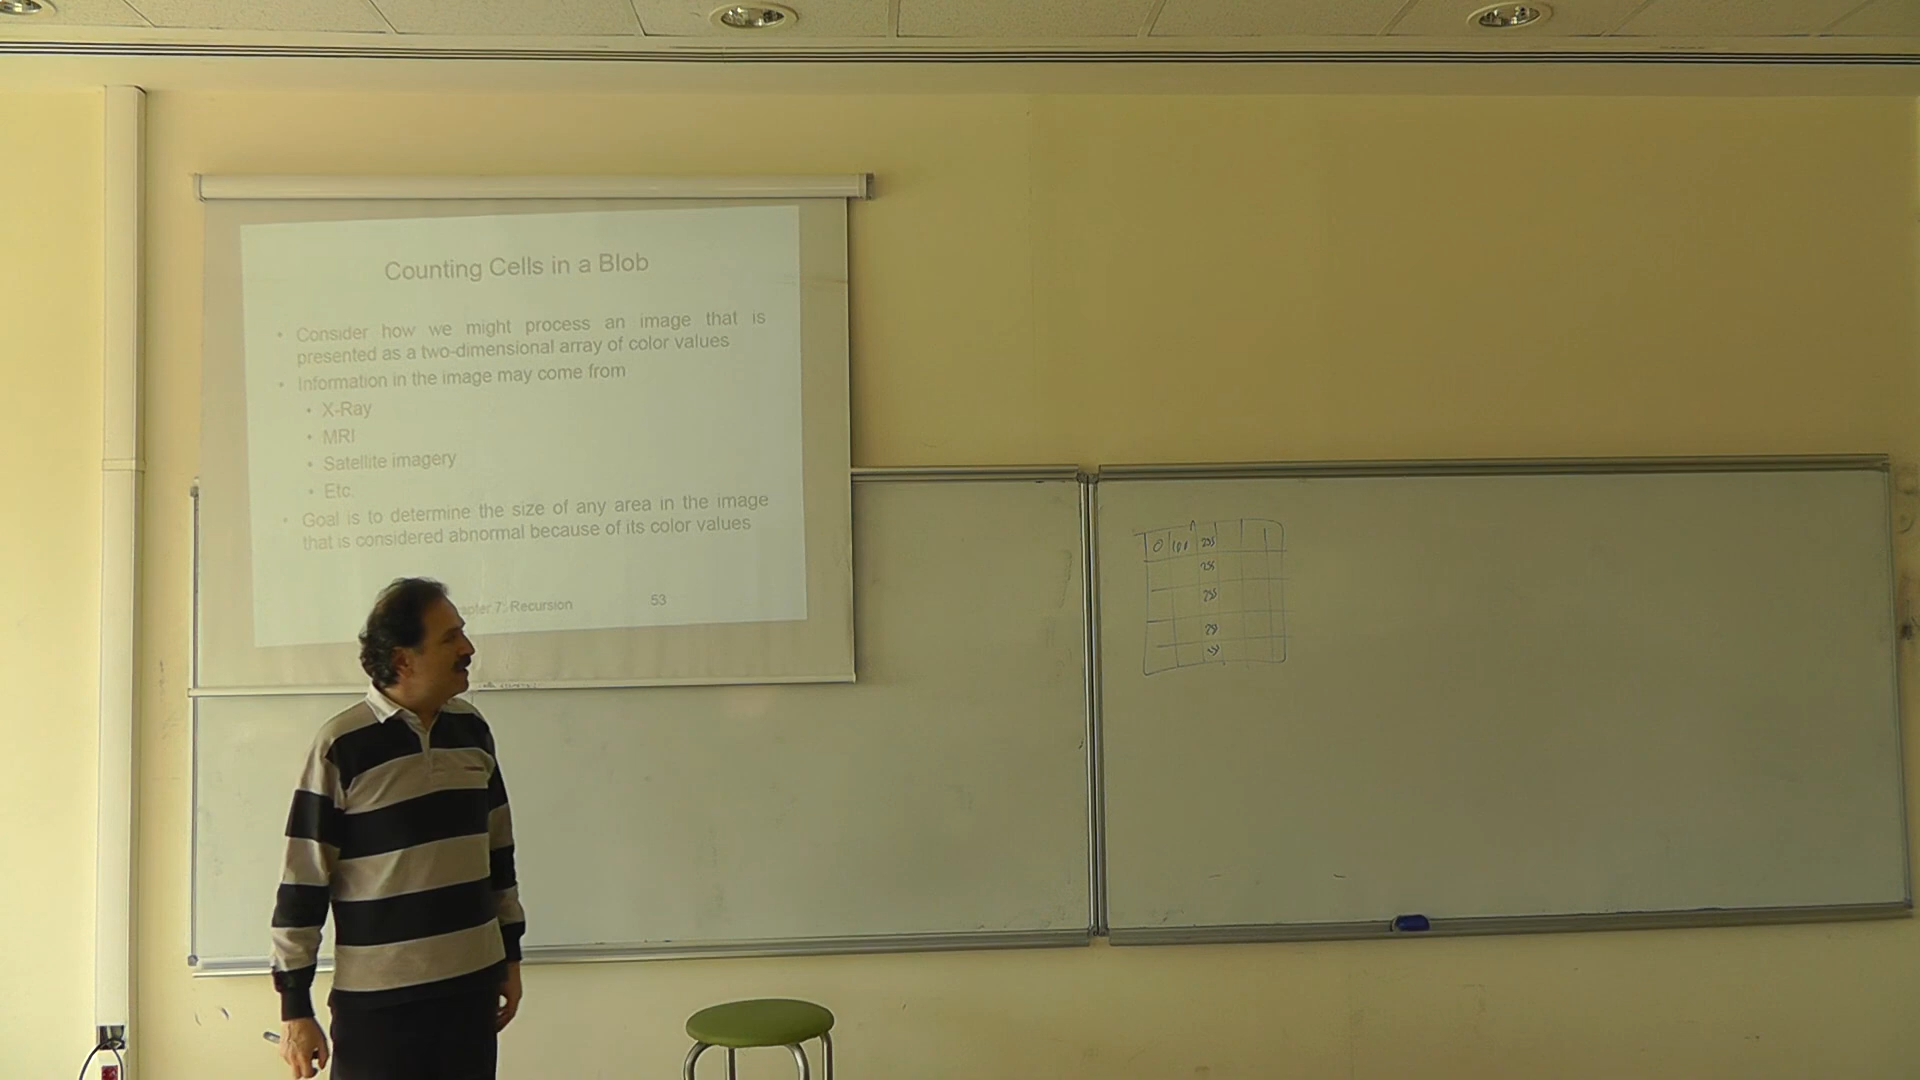 Counting Cells in a Blob
• Consider how we might process an image that is
presented as a two-dimensional array of color values
• Information in the image may come from
• X-Ray
• MRI
• Satellite imagery
• Etc.
• Goal is to determine the size of any area in the image
that is considered abnormal because of its color values
pter 7: Recursion 53
0 100 255
255
255